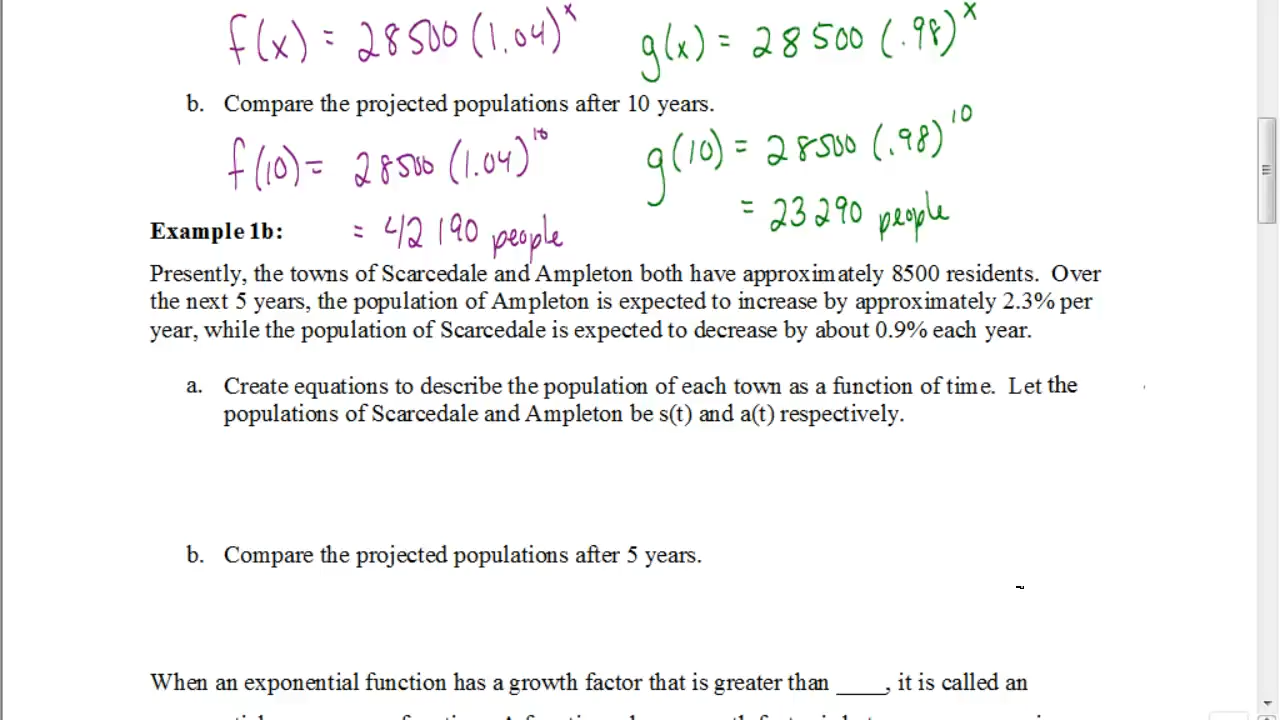 f(x) = 28500 (1.04)^x g(x) = 28500 (.98)^x
b. Compare the projected populations after 10 years.
f(10) = 28500 (1.04)^10 g(10) = 28500 (.98)^10
= 42190 people = 23290 people
Example 1b:
Presently, the towns of Scarcedale and Ampleton both have approximately 8500 residents. Over
the next 5 years, the population of Ampleton is expected to increase by approximately 2.3% per
year, while the population of Scarcedale is expected to decrease by about 0.9% each year.
a. Create equations to describe the population of each town as a function of time. Let the
populations of Scarcedale and Ampleton be s(t) and a(t) respectively.
b. Compare the projected populations after 5 years.
When an exponential function has a growth factor that is greater than ____, it is called an